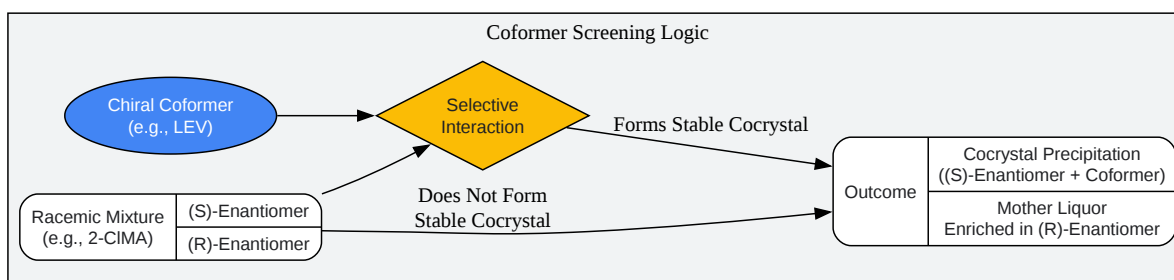 Coformer Screening Logic
Chiral Coformer
(e.g., LEV)
Selective
Interaction
Forms Stable Cocrystal
Racemic Mixture
(e.g., 2-ClMA)
(S)-Enantiomer
(R)-Enantiomer
Does Not Form
Stable Cocrystal
Outcome
Cocrystal Precipitation
((S)-Enantiomer + Coformer)
Mother Liquor
Enriched in (R)-Enantiomer